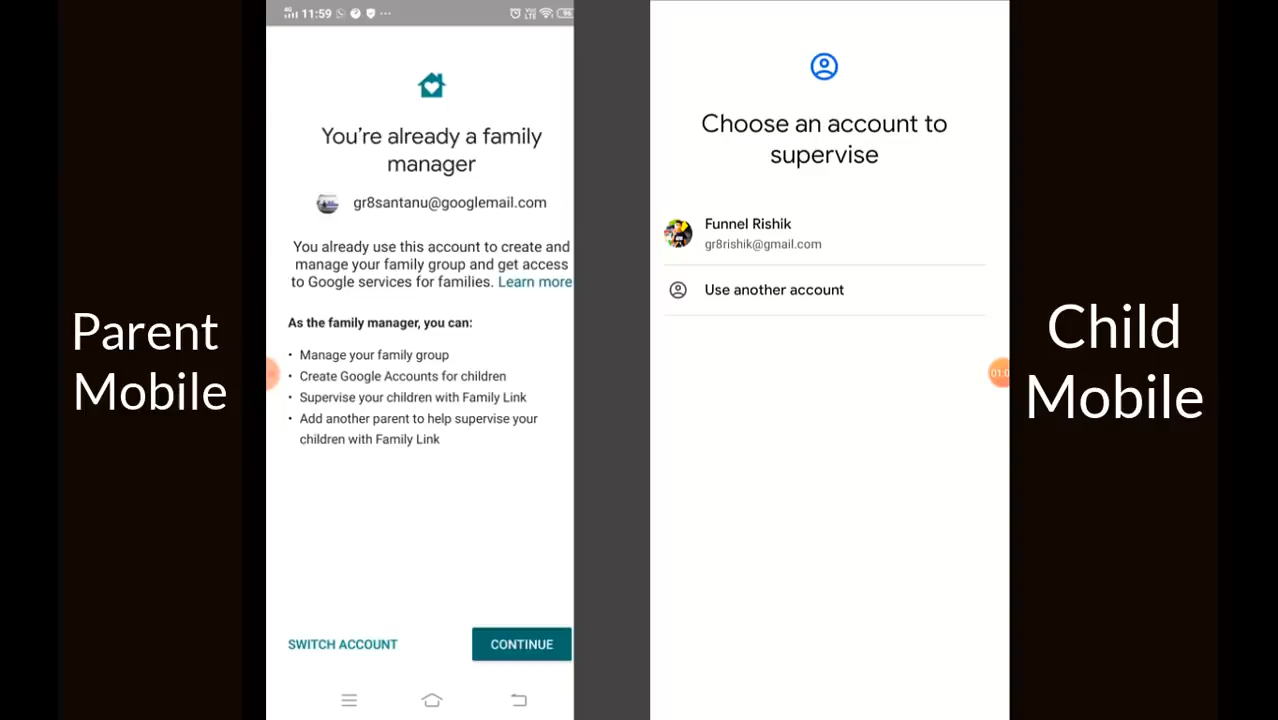 Parent
Mobile
4G 11:59
96
You're already a family
manager
gr8santanu@googlemail.com
You already use this account to create and
manage your family group and get access
to Google services for families. Learn more
As the family manager, you can:
• Manage your family group
• Create Google Accounts for children
• Supervise your children with Family Link
• Add another parent to help supervise your
children with Family Link
SWITCH ACCOUNT
CONTINUE
Choose an account to
supervise
Funnel Rishik
gr8rishik@gmail.com
Use another account
01:0
Child
Mobile